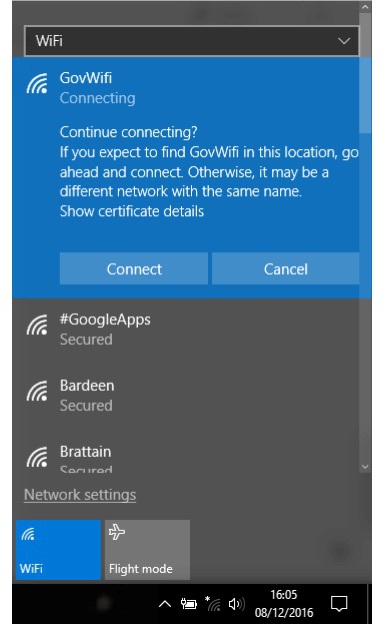 WiFi
GovWifi
Connecting
Continue connecting?
If you expect to find GovWifi in this location, go
ahead and connect. Otherwise, it may be a
different network with the same name.
Show certificate details
Connect Cancel
#GoogleApps
Secured
Bardeen
Secured
Brattain
Secured
Network settings
WiFi Flight mode
16:05
08/12/2016